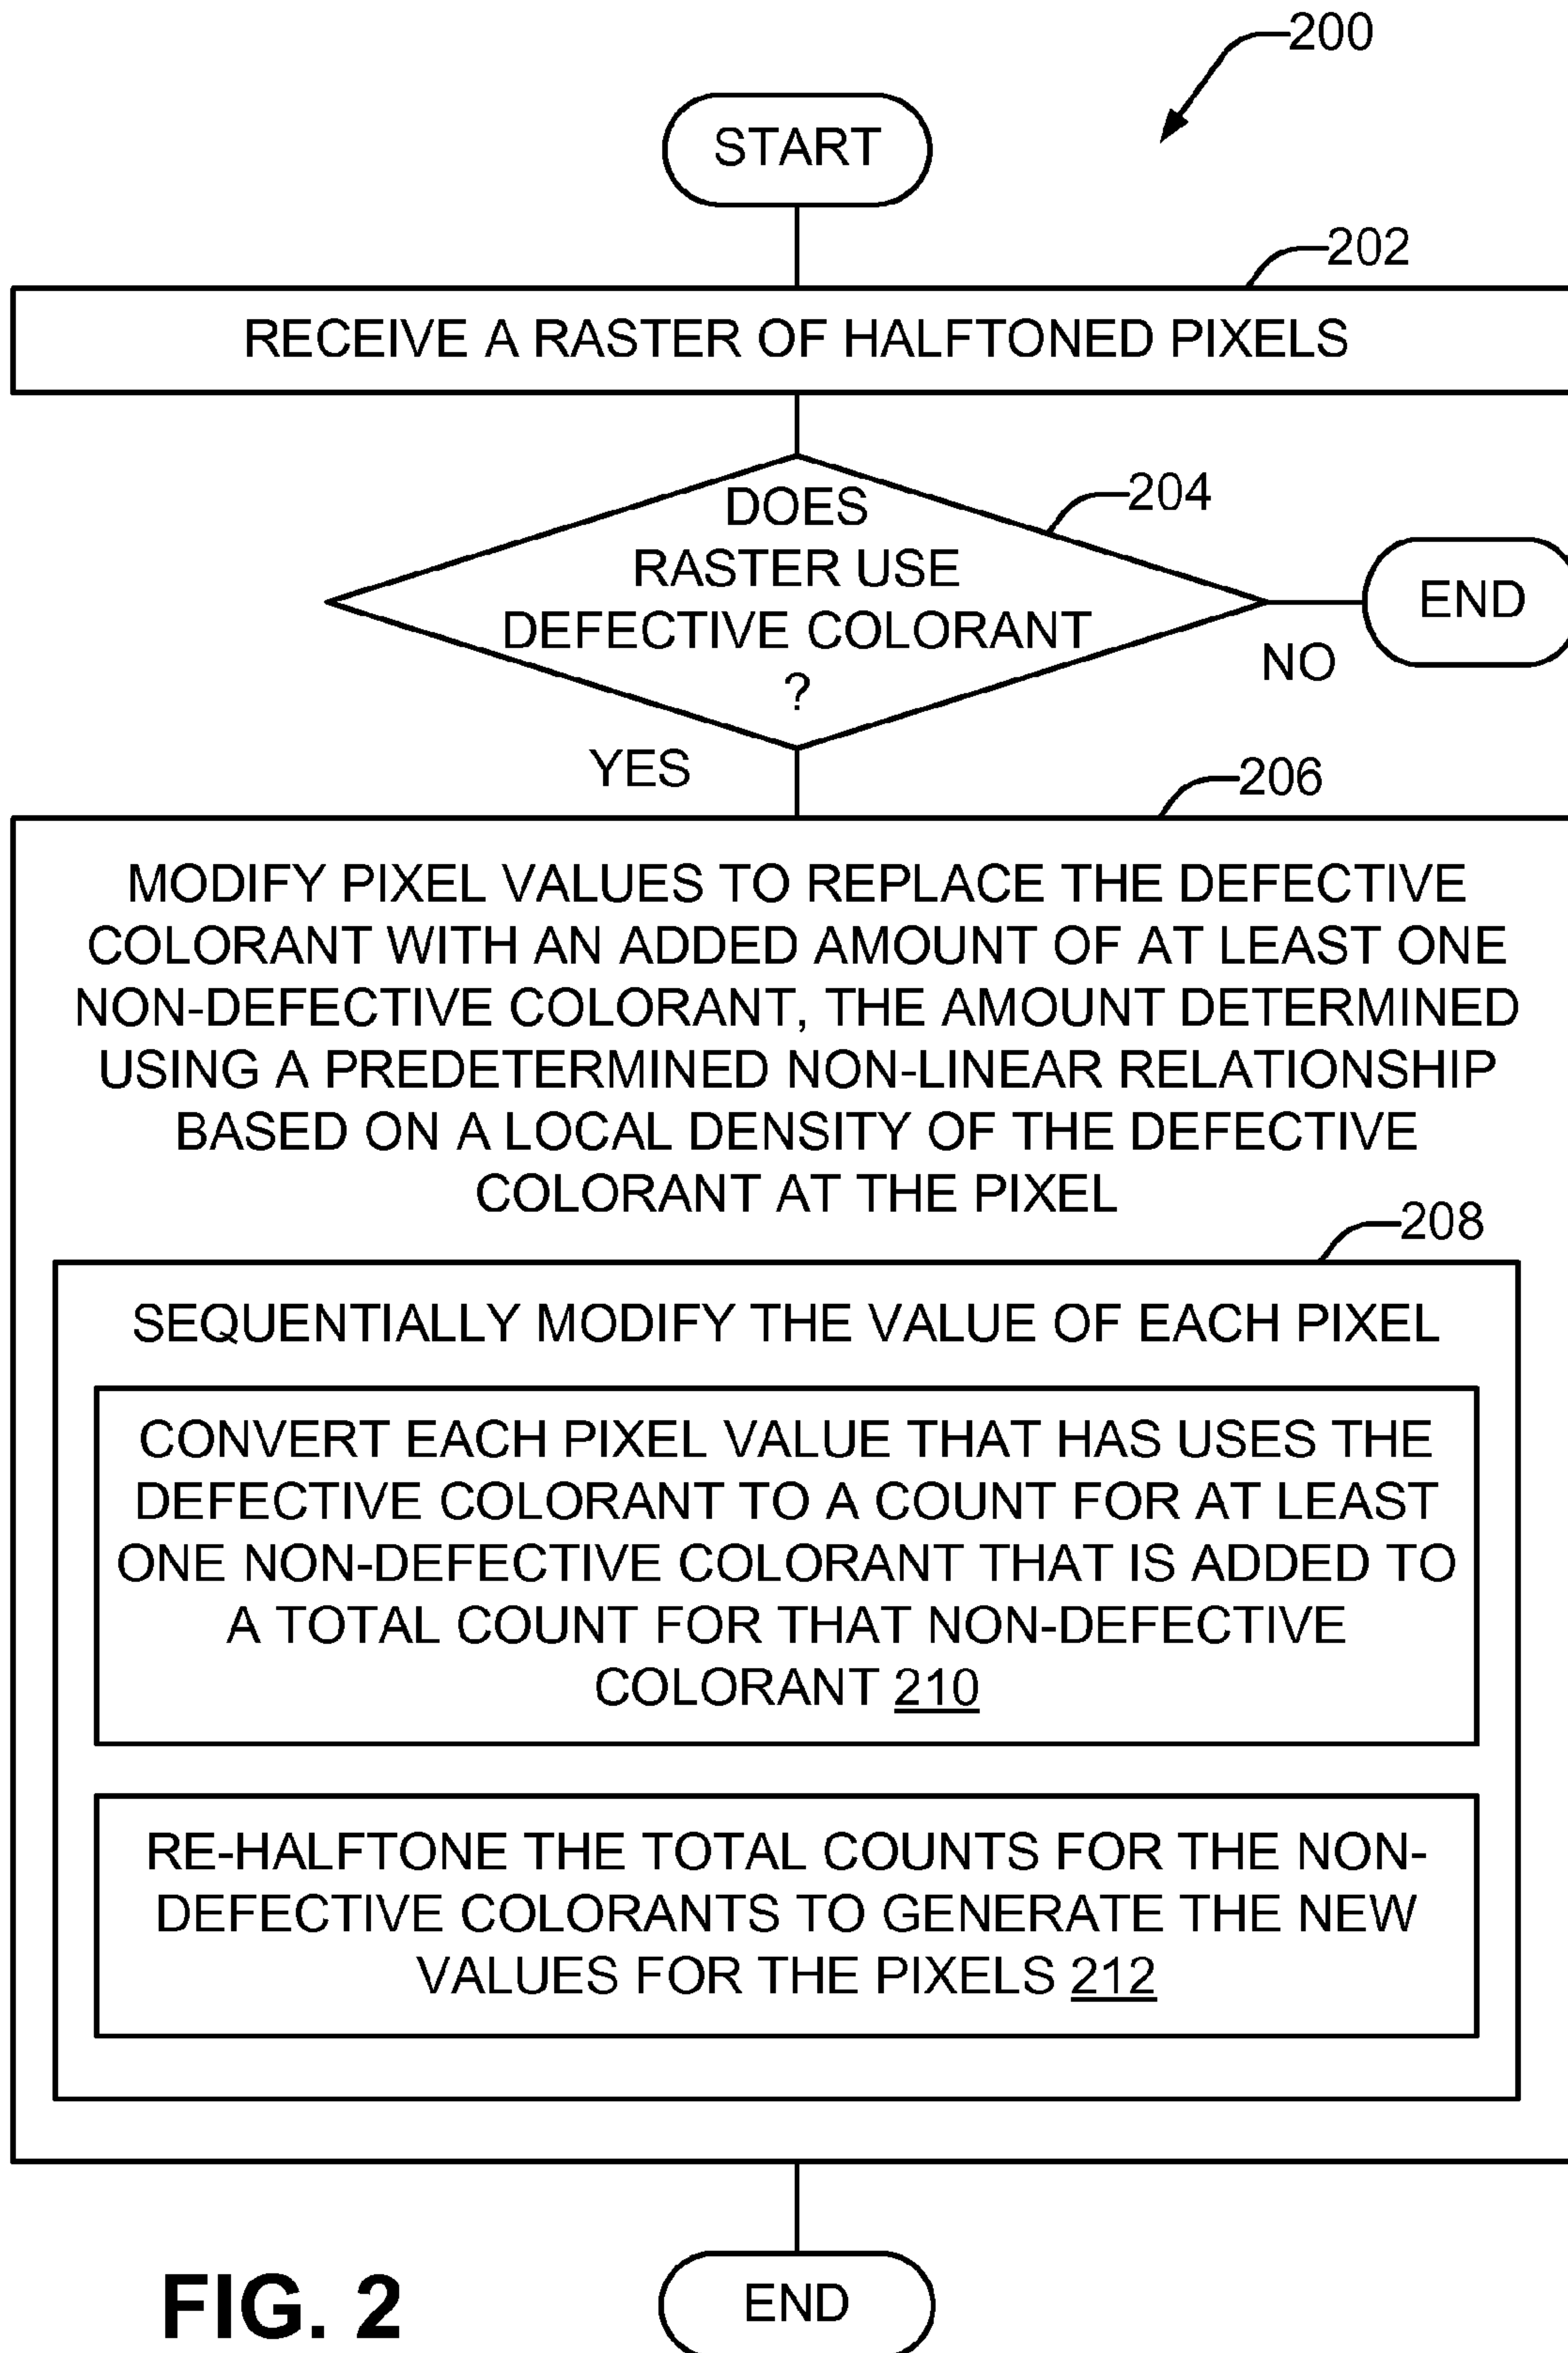 200
START
202
RECEIVE A RASTER OF HALFTONED PIXELS
DOES
204
RASTER USE
DEFECTIVE COLORANT
?
END
NO
YES
206
MODIFY PIXEL VALUES TO REPLACE THE DEFECTIVE
COLORANT WITH AN ADDED AMOUNT OF AT LEAST ONE
NON-DEFECTIVE COLORANT, THE AMOUNT DETERMINED
USING A PREDETERMINED NON-LINEAR RELATIONSHIP
BASED ON A LOCAL DENSITY OF THE DEFECTIVE
COLORANT AT THE PIXEL
208
SEQUENTIALLY MODIFY THE VALUE OF EACH PIXEL
CONVERT EACH PIXEL VALUE THAT HAS USES THE
DEFECTIVE COLORANT TO A COUNT FOR AT LEAST
ONE NON-DEFECTIVE COLORANT THAT IS ADDED TO
A TOTAL COUNT FOR THAT NON-DEFECTIVE
COLORANT 210
RE-HALFTONE THE TOTAL COUNTS FOR THE NON-
DEFECTIVE COLORANTS TO GENERATE THE NEW
VALUES FOR THE PIXELS 212
END
FIG. 2